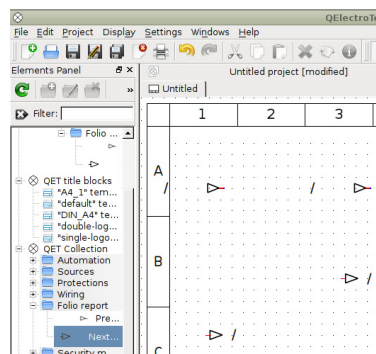 QElectroTe
File Edit Project Display Settings Windows Help
Elements Panel
Untitled project [modified]
»
Untitled
Filter:
1 2 3
Folio ...
A
/ /
QET title blocks
"A4_1" tem...
"default" te...
"DIN_A4" te...
"double-log...
"single-logo...
QET Collection
Automation
B
Sources
Protections
Wiring
Folio report
Pre...
Next...
/
/
C
Security m